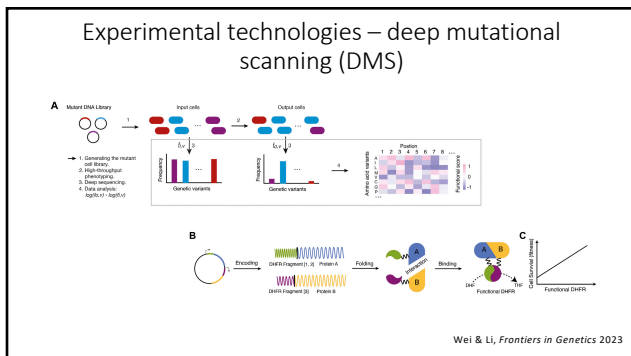 Experimental technologies – deep mutational
scanning (DMS)
A
Mutant DNA Library
Input cells
Output cells
1
2
...
...
f₀,ᵥ
3
f₀,ᵥ
3
Frequency
...
Genetic variants
Frequency
...
Genetic variants
4
Position
1 2 3 4 5 6 7 8 ....
Amino acid variants
A
I
L
M
V
C
G
P
....
Functional score
1
0
−1
1. Generating the mutant
cell library.
2. High-throughput
phenotyping.
3. Deep sequencing.
4. Data analysis:
B
Encoding
DHFR Fragment [1, 2]
Protein A
DHFR Fragment [3]
Protein B
Folding
A
Interaction
B
Binding
A
B
DHF
THF
Functional DHFR
C
Cell Survival (fitness)
Functional DHFR
Wei & Li, Frontiers in Genetics 2023